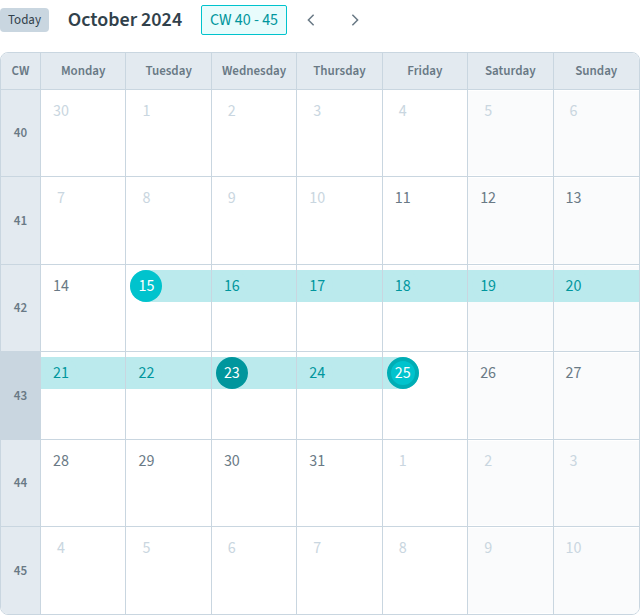 Today October 2024 CW 40 - 45
CW Monday Tuesday Wednesday Thursday Friday Saturday Sunday
40 30 1 2 3 4 5 6
41 7 8 9 10 11 12 13
42 14 15 16 17 18 19 20
43 21 22 23 24 25 26 27
44 28 29 30 31 1 2 3
45 4 5 6 7 8 9 10